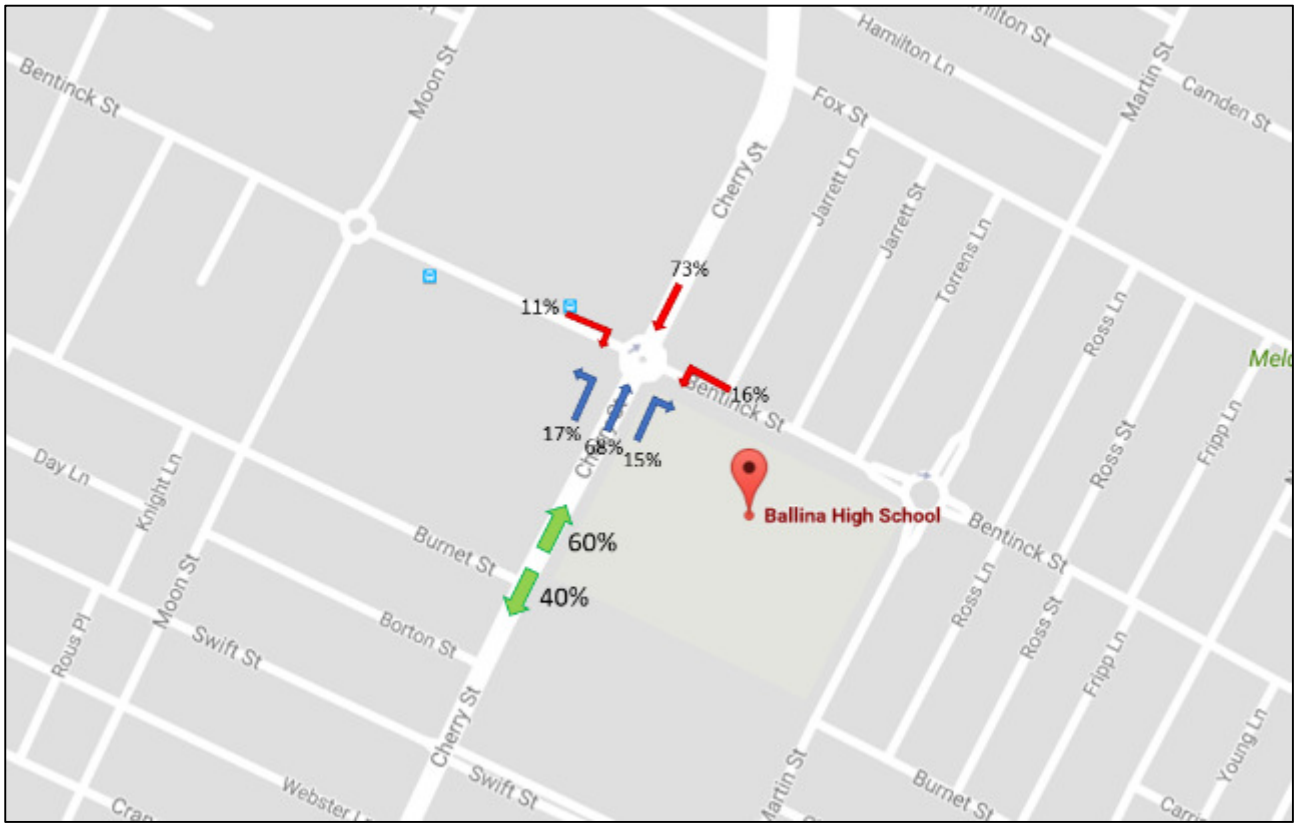 Hamilton St
Hamilton Ln
Martin St
Camden St
Moon St
Bentinck St
Fox St
Cherry St
Jarrett Ln
Jarrett St
Torrens Ln
Ross Ln
73%
11%
Bentinck St
16%
17%
68%
15%
Cherry St
Ross St
Fripp Ln
Day Ln
Knight Ln
Ballina High School
Burnet St
60%
Bentinck St
40%
Moon St
Borton St
Ross Ln
Ross St
Fripp Ln
Rous Pl
Swift St
Cherry St
Young Ln
Webster L
Swift St
Martin St
Burnet St